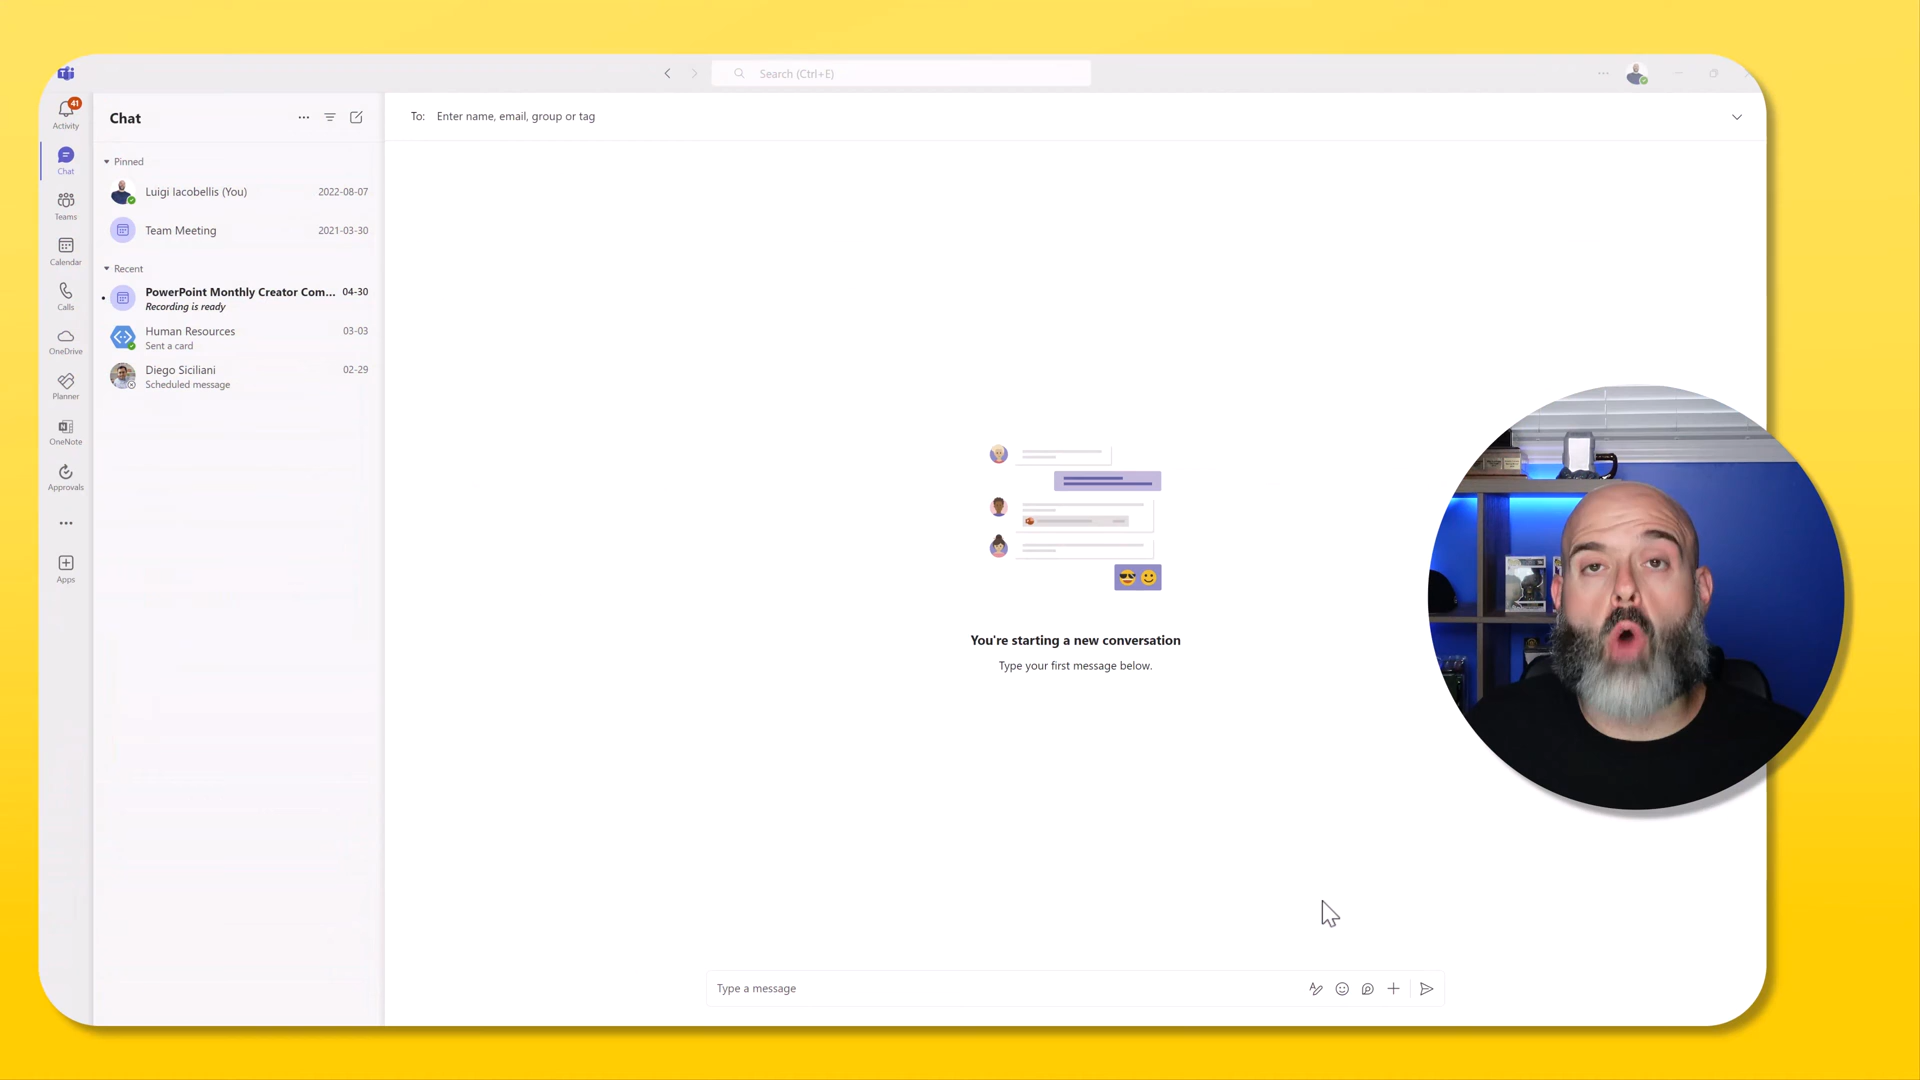 Search (Ctrl+E)
41
Activity
Chat
Teams
Calendar
Calls
OneDrive
Planner
OneNote
Approvals
Apps
Chat
Pinned
Luigi Iacobellis (You) 2022-08-07
Team Meeting 2021-03-30
Recent
PowerPoint Monthly Creator Com... 04-30
Recording is ready
Human Resources 03-03
Sent a card
Diego Siciliani 02-29
Scheduled message
To: Enter name, email, group or tag
You're starting a new conversation
Type your first message below.
Type a message